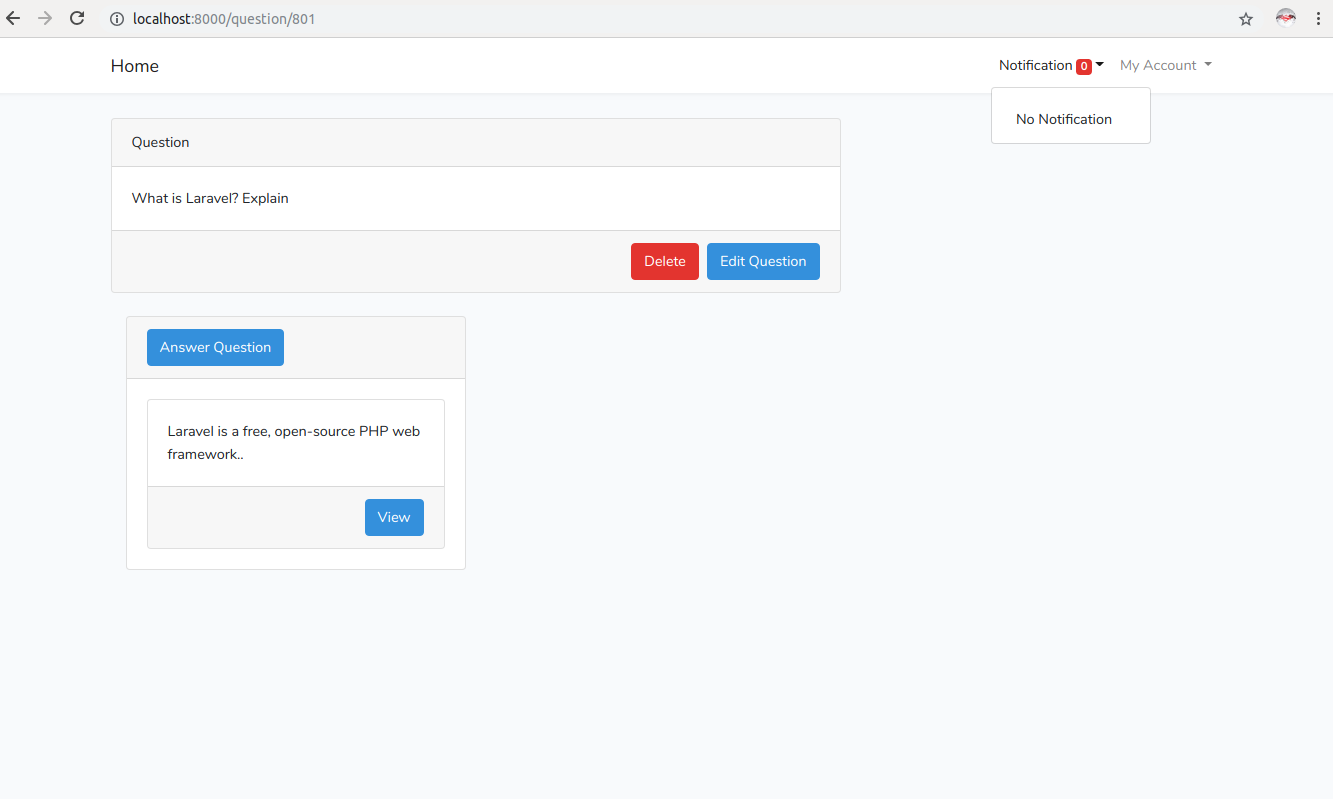 localhost:8000/question/801
Home
Notification 0
My Account
No Notification
Question
What is Laravel? Explain
Delete
Edit Question
Answer Question
Laravel is a free, open-source PHP web
framework..
View